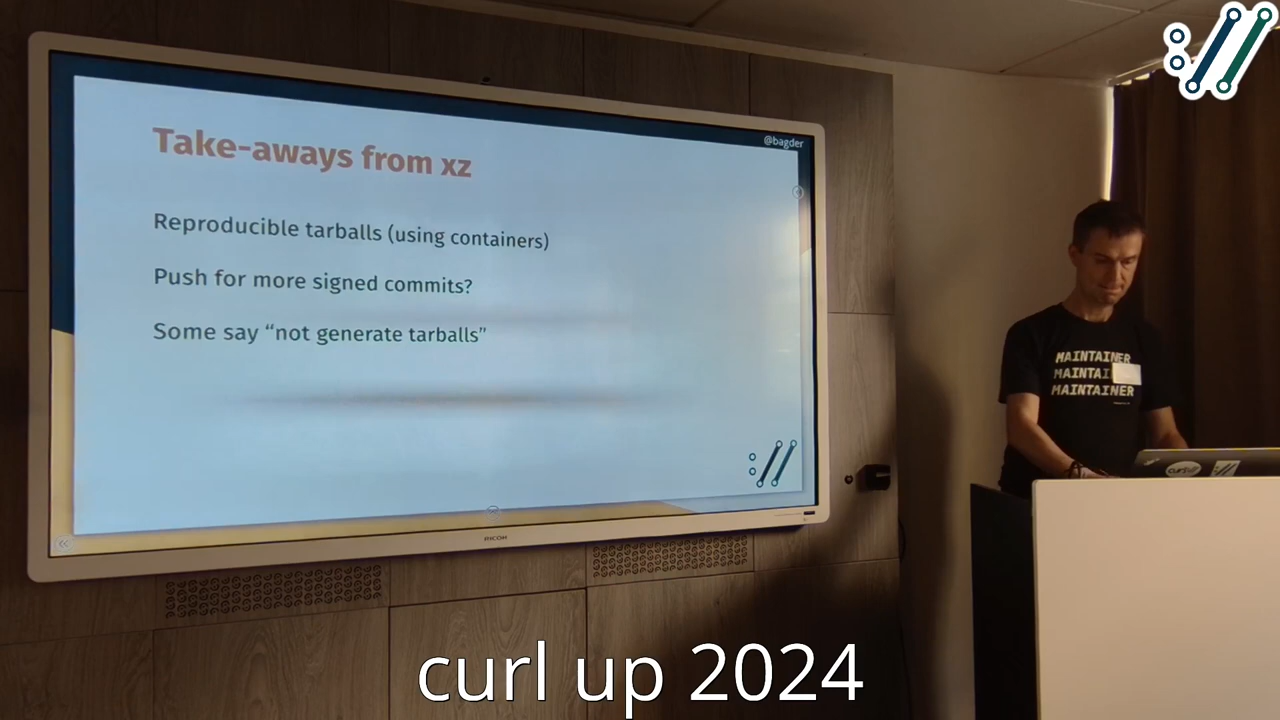 @bagder
Take-aways from xz
Reproducible tarballs (using containers)
Push for more signed commits?
Some say “not generate tarballs”
RICOH
MAINTAINER
MAINTAI
MAINTAINER
curl
curl up 2024